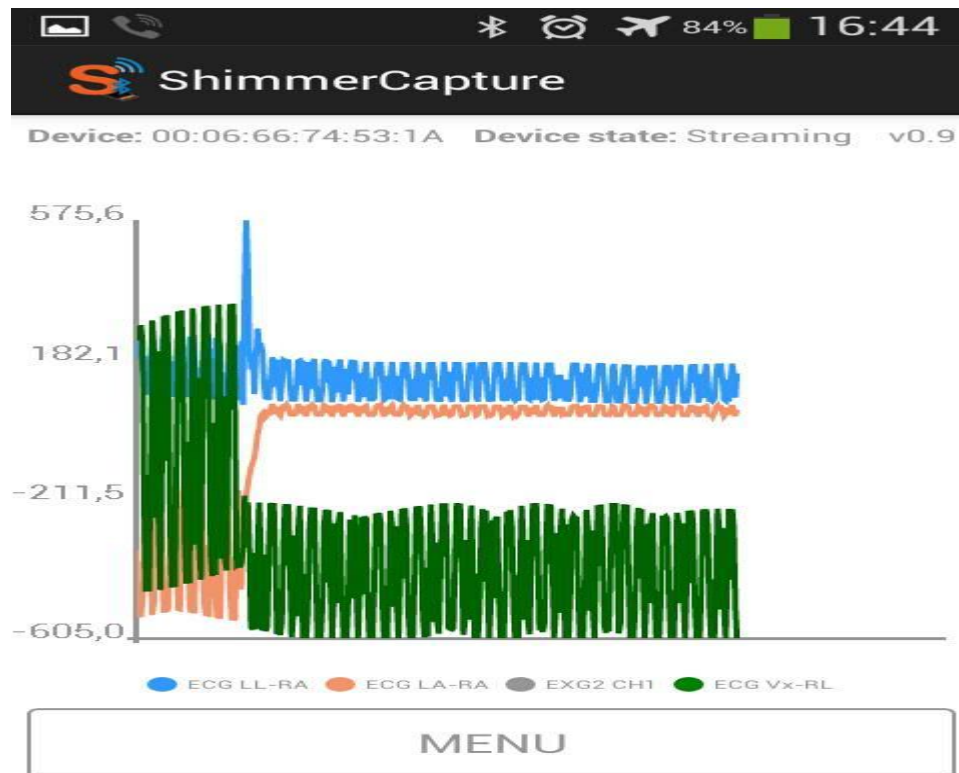 84% 16:44
ShimmerCapture
Device: 00:06:66:74:53:1A Device state: Streaming v0.9
575,6
182,1
-211,5
-605,0
ECG LL-RA ECG LA-RA EXG2 CH1 ECG Vx-RL
MENU